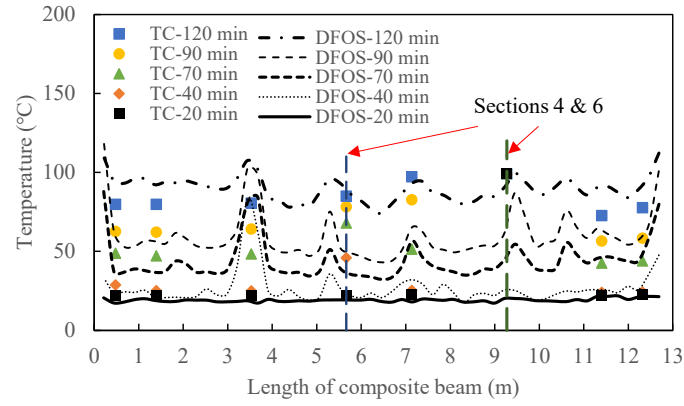 200
150
100
50
0
Temperature (°C)
TC-120 min
TC-90 min
TC-70 min
TC-40 min
TC-20 min
DFOS-120 min
DFOS-90 min
DFOS-70 min
DFOS-40 min
DFOS-20 min
Sections 4 & 6
0 1 2 3 4 5 6 7 8 9 10 11 12 13
Length of composite beam (m)